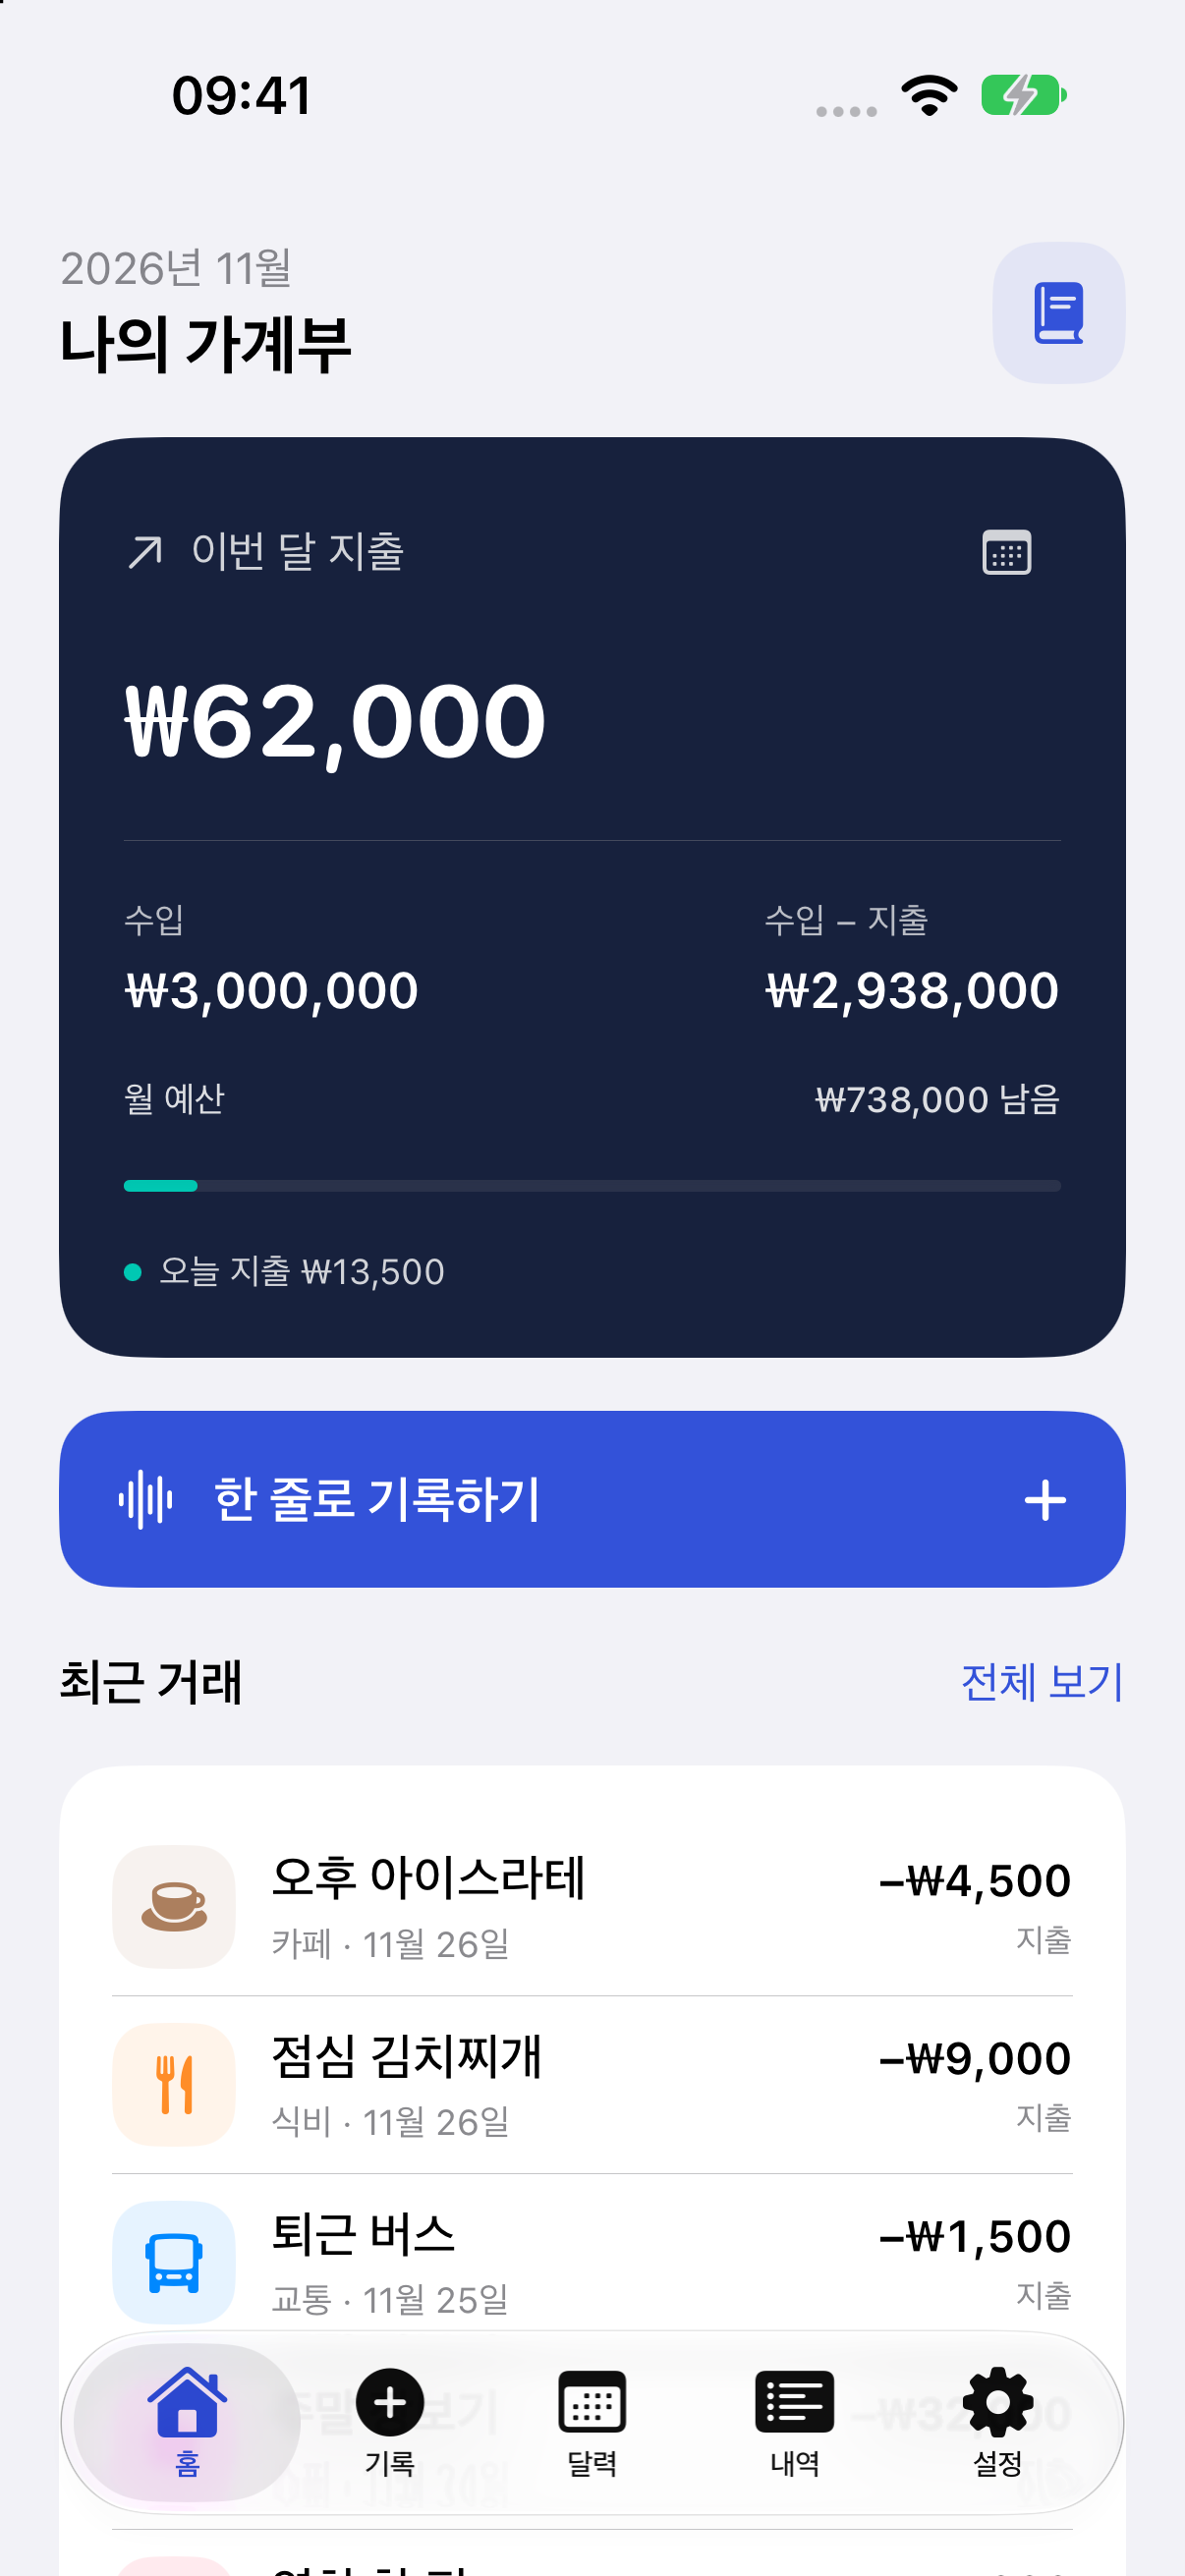 09:41
2026년 11월
나의 가계부
이번 달 지출
₩62,000
수입
수입 – 지출
₩3,000,000
₩2,938,000
월 예산
₩738,000 남음
오늘 지출 ₩13,500
한 줄로 기록하기
최근 거래
전체 보기
오후 아이스라테
–₩4,500
카페 · 11월 26일
지출
점심 김치찌개
–₩9,000
식비 · 11월 26일
지출
퇴근 버스
–₩1,500
교통 · 11월 25일
지출
홈
기록
달력
내역
설정